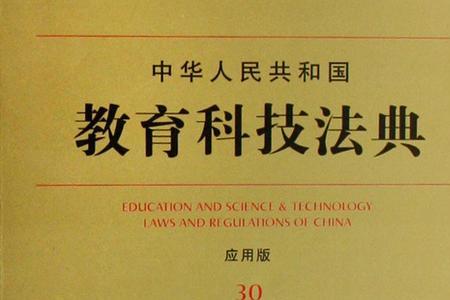 中华人民共和国
教育科技法典
EDUCATION AND SCIENCE & TECHNOLOGY
LAWS AND REGULATIONS OF CHINA
应用版
30